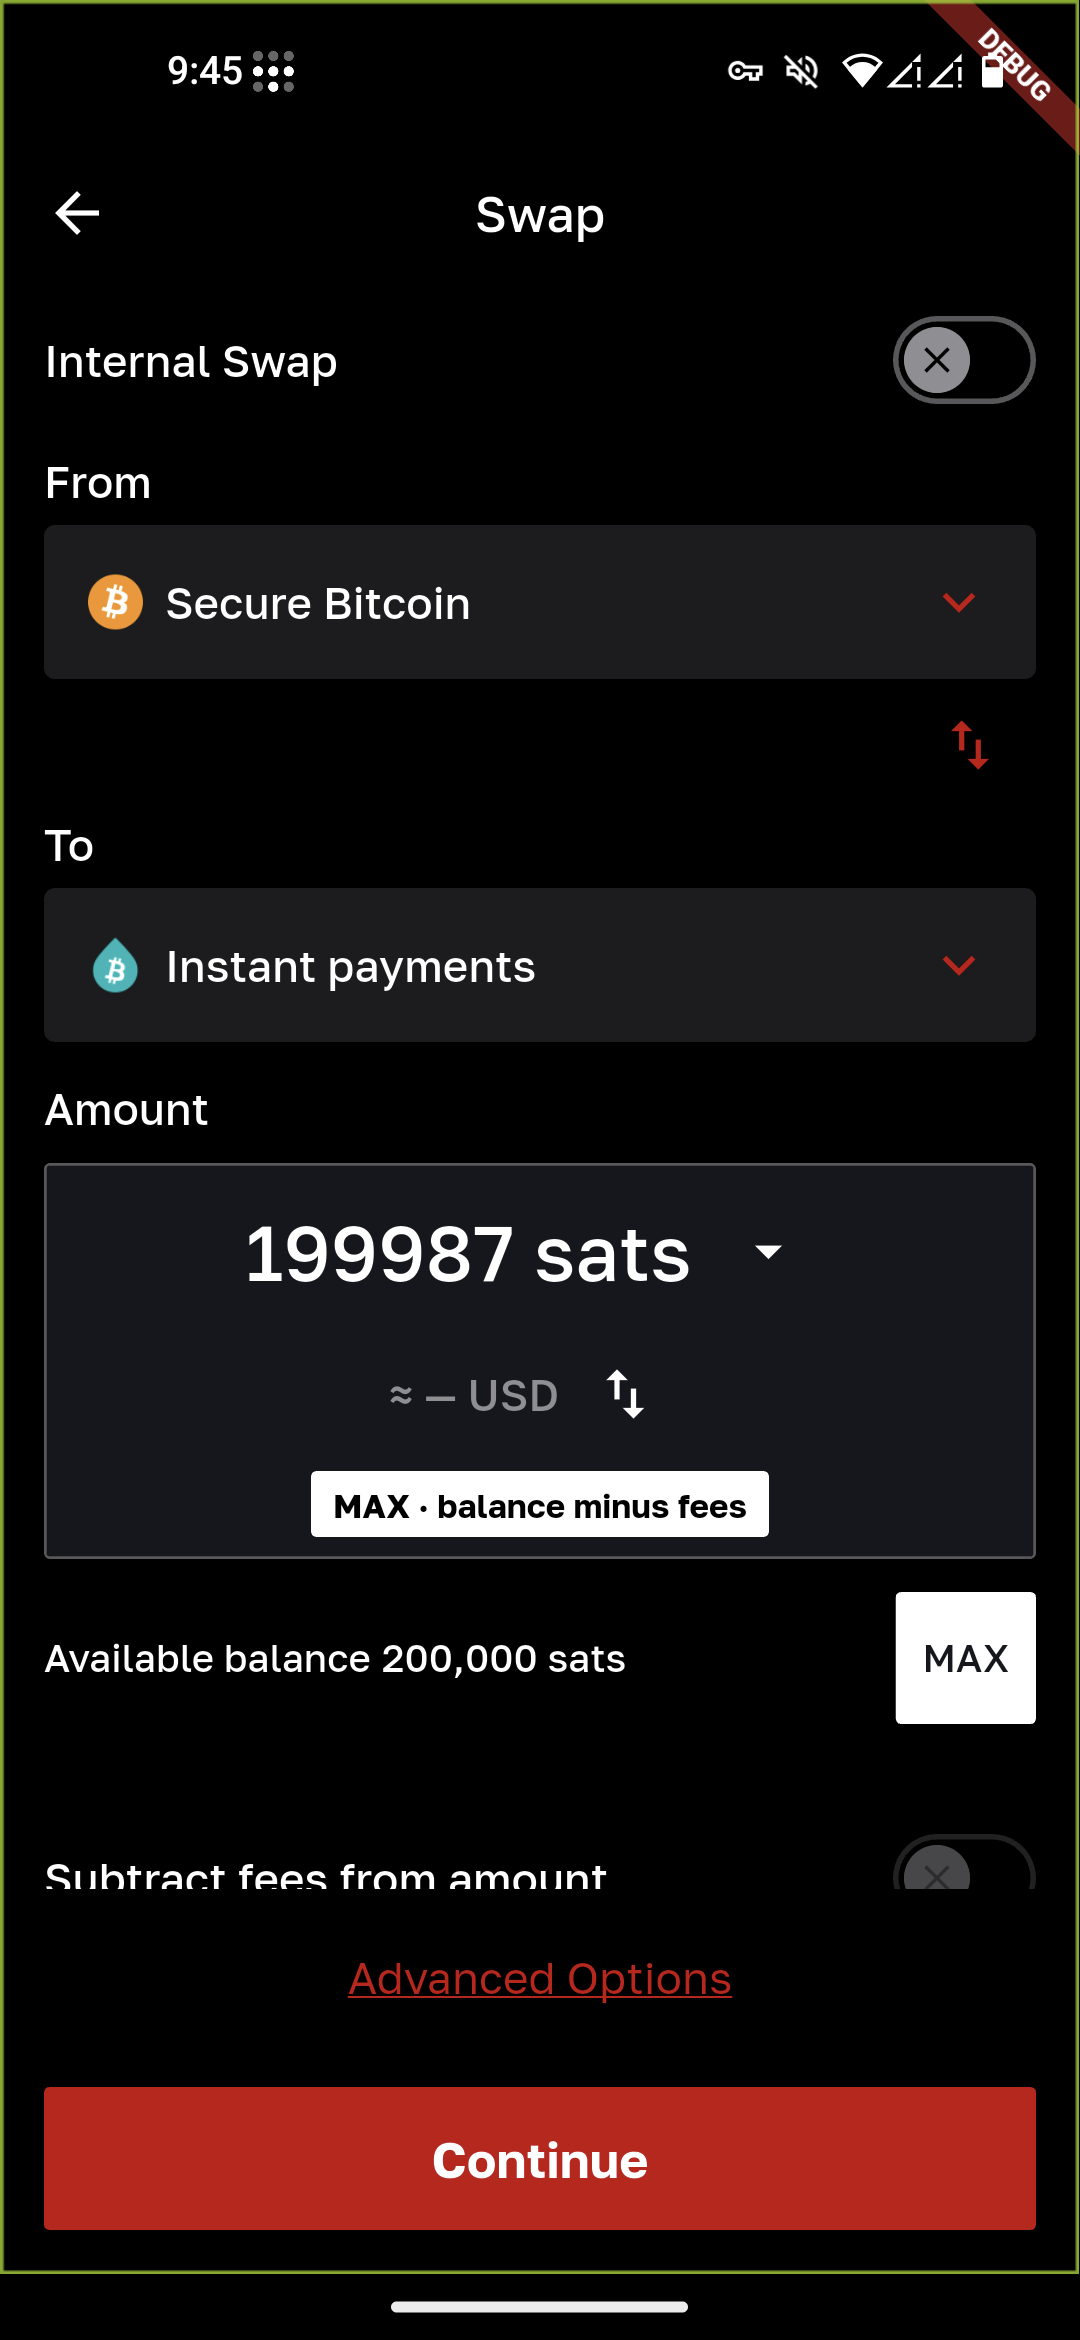 9:45
DEBUG
Swap
Internal Swap
From
Secure Bitcoin
To
Instant payments
Amount
199987 sats
≈ — USD
MAX · balance minus fees
Available balance 200,000 sats
MAX
Subtract fees from amount
Advanced Options
Continue